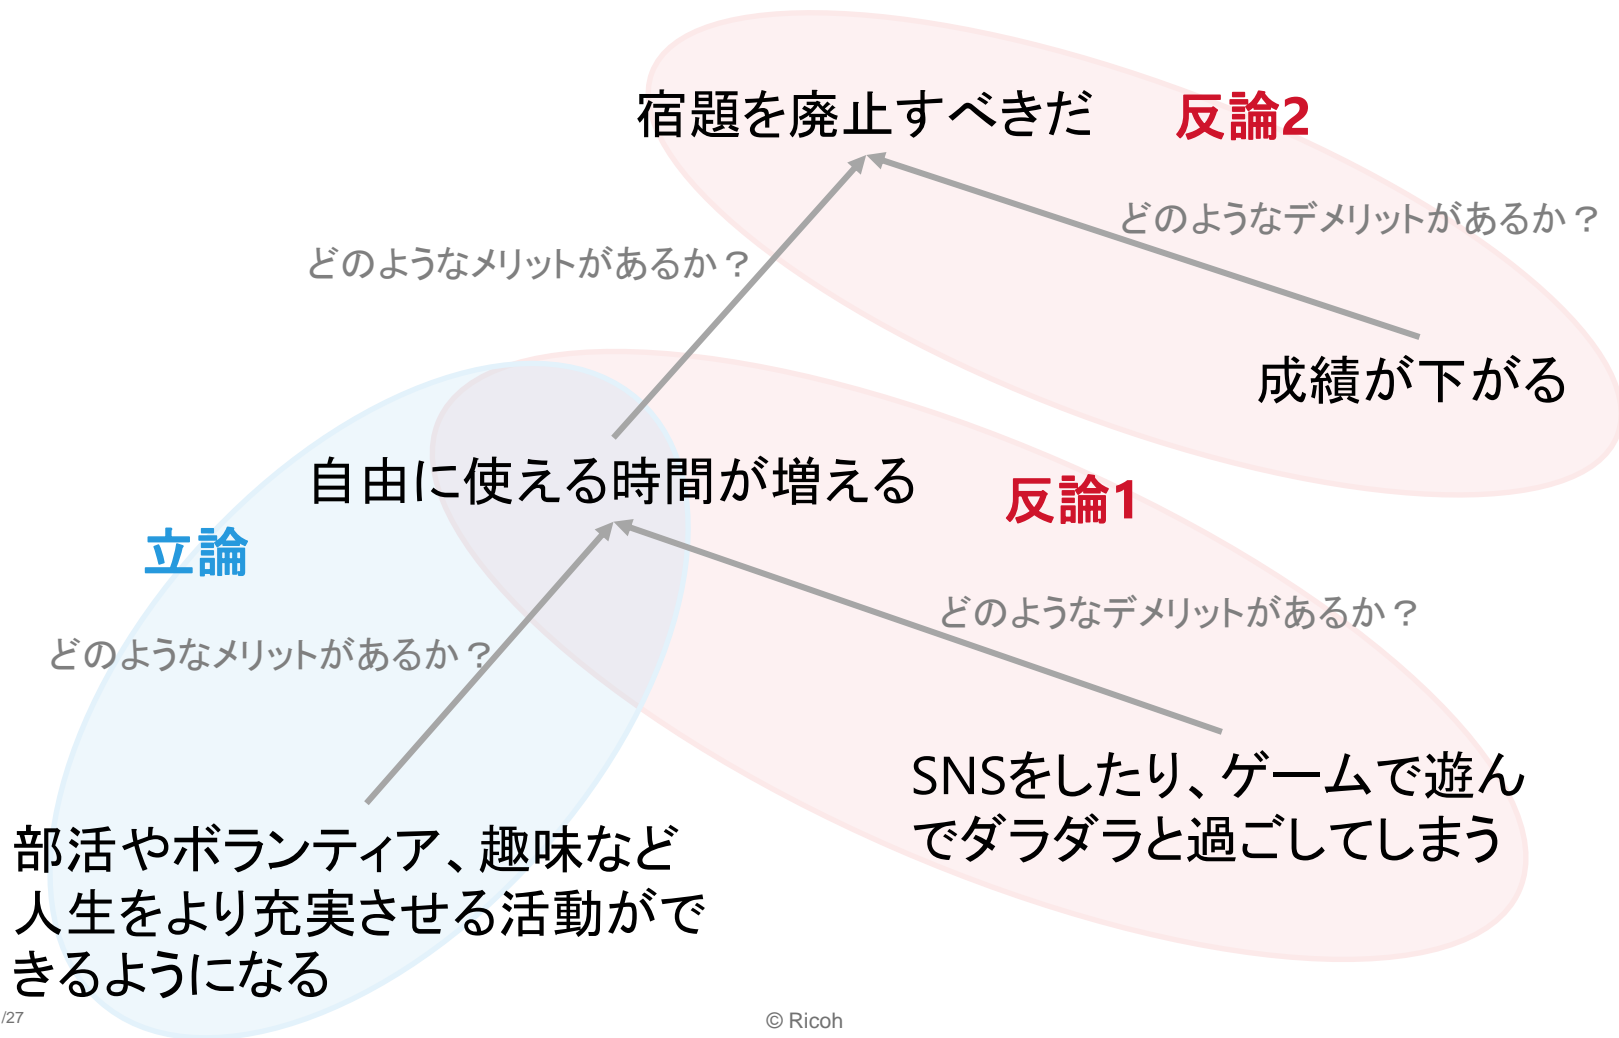 宿題を廃止すべきだ
反論2
どのようなデメリットがあるか？
どのようなメリットがあるか？
成績が下がる
自由に使える時間が増える
反論1
立論
どのようなデメリットがあるか？
どのようなメリットがあるか？
SNSをしたり、ゲームで遊ん
でダラダラと過ごしてしまう
部活やボランティア、趣味など
人生をより充実させる活動がで
きるようになる
/27
© Ricoh